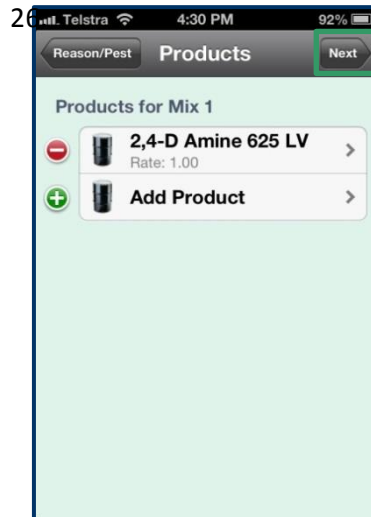 26
Telstra 4:30 PM 92%
Reason/Pest Products Next
Products for Mix 1
2,4-D Amine 625 LV
Rate: 1.00
Add Product